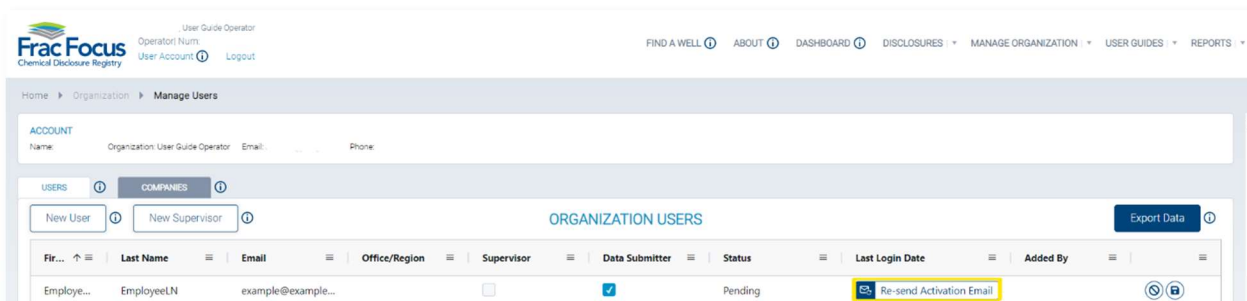 User Guide Operator
Frac Focus
Chemical Disclosure Registry
Operator| Num:
User Account Logout
FIND A WELL ABOUT DASHBOARD DISCLOSURES MANAGE ORGANIZATION USER GUIDES REPORTS
Home Organization Manage Users
ACCOUNT
Name: Organization: User Guide Operator Email: Phone:
USERS COMPANIES
New User New Supervisor ORGANIZATION USERS Export Data
Fir... Last Name Email Office/Region Supervisor Data Submitter Status Last Login Date Added By
Employe... EmployeeLN example@example... Pending Re-send Activation Email